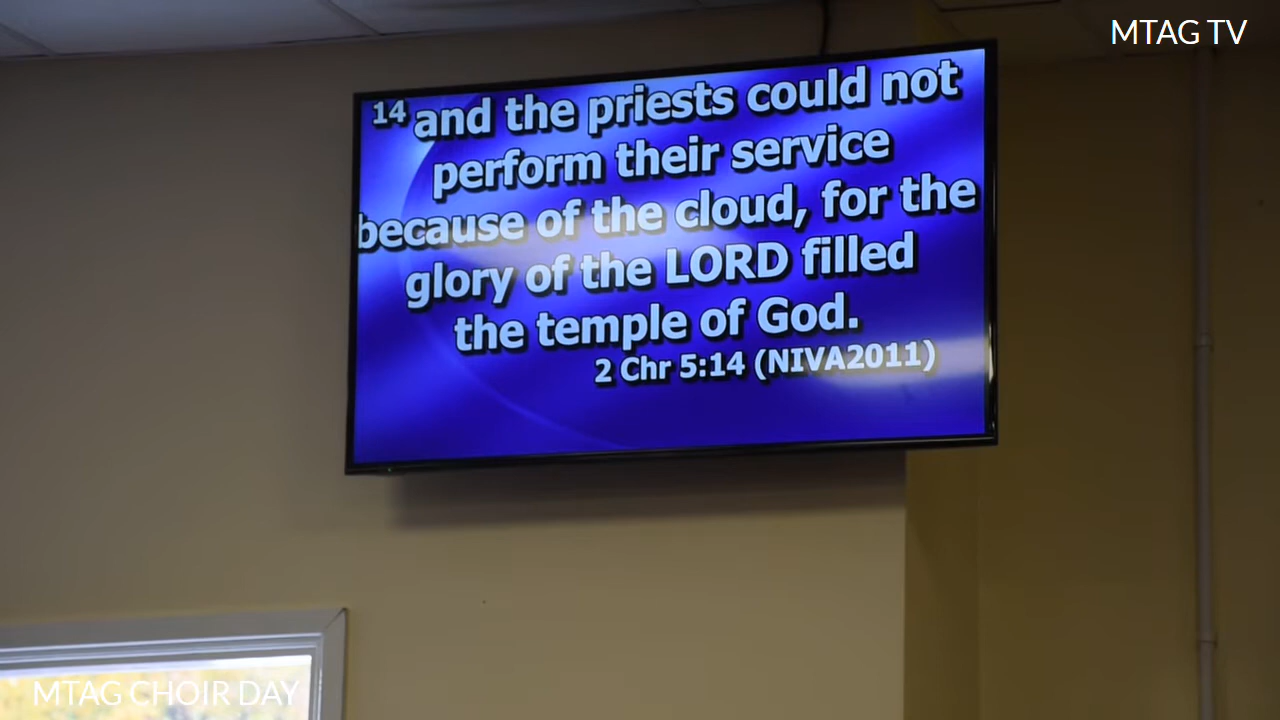 MTAG TV
14 and the priests could not
perform their service
because of the cloud, for the
glory of the LORD filled
the temple of God.
2 Chr 5:14 (NIVA2011)
MTAG CHOIR DAY